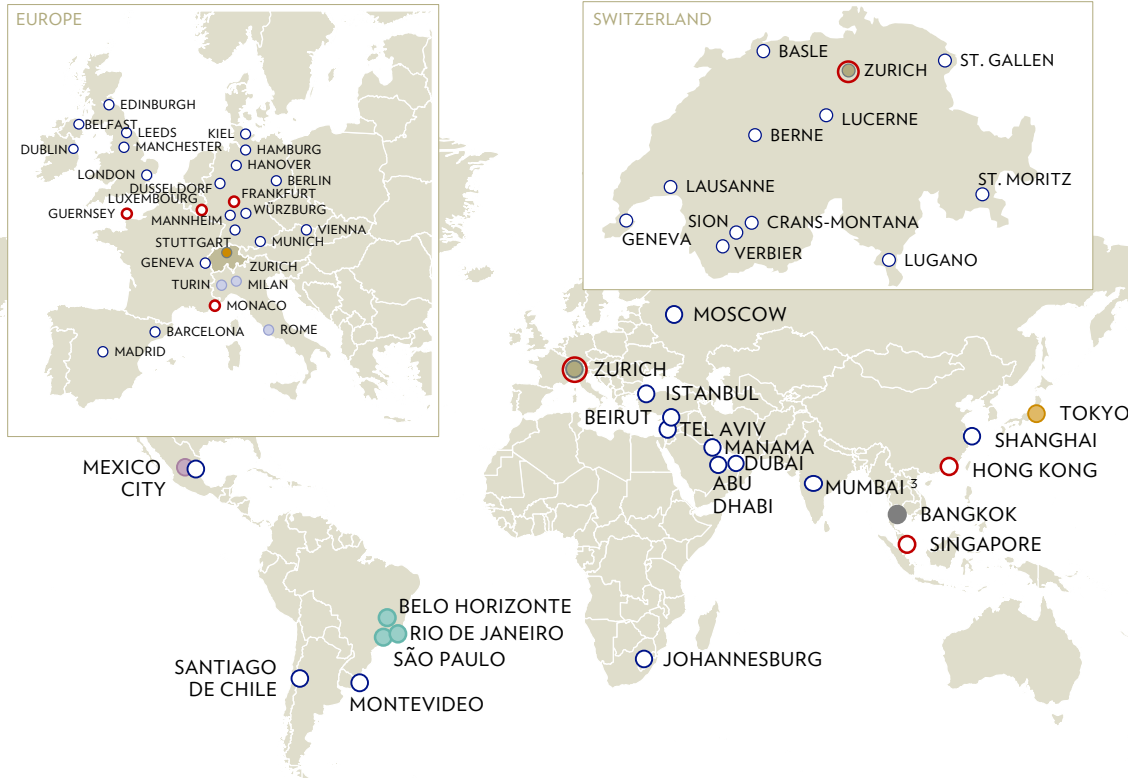 EUROPE
EDINBURGH
BELFAST
LEEDS
DUBLIN
MANCHESTER
KIEL
HAMBURG
HANOVER
LONDON
BERLIN
DUSSELDORF
LUXEMBOURG
FRANKFURT
GUERNSEY
WÜRZBURG
MANNHEIM
VIENNA
STUTTGART
MUNICH
GENEVA
ZURICH
TURIN
MILAN
MONACO
BARCELONA
ROME
MADRID
SWITZERLAND
BASLE
ZURICH
ST. GALLEN
LUCERNE
BERNE
ST. MORITZ
LAUSANNE
SION
CRANS-MONTANA
GENEVA
VERBIER
LUGANO
MOSCOW
ZURICH
ISTANBUL
BEIRUT
TEL AVIV
MANAMA
DUBAI
ABU
DHABI
MUMBAI 3
TOKYO
SHANGHAI
HONG KONG
BANGKOK
SINGAPORE
MEXICO
CITY
BELO HORIZONTE
RIO DE JANEIRO
SÃO PAULO
SANTIAGO
DE CHILE
MONTEVIDEO
JOHANNESBURG